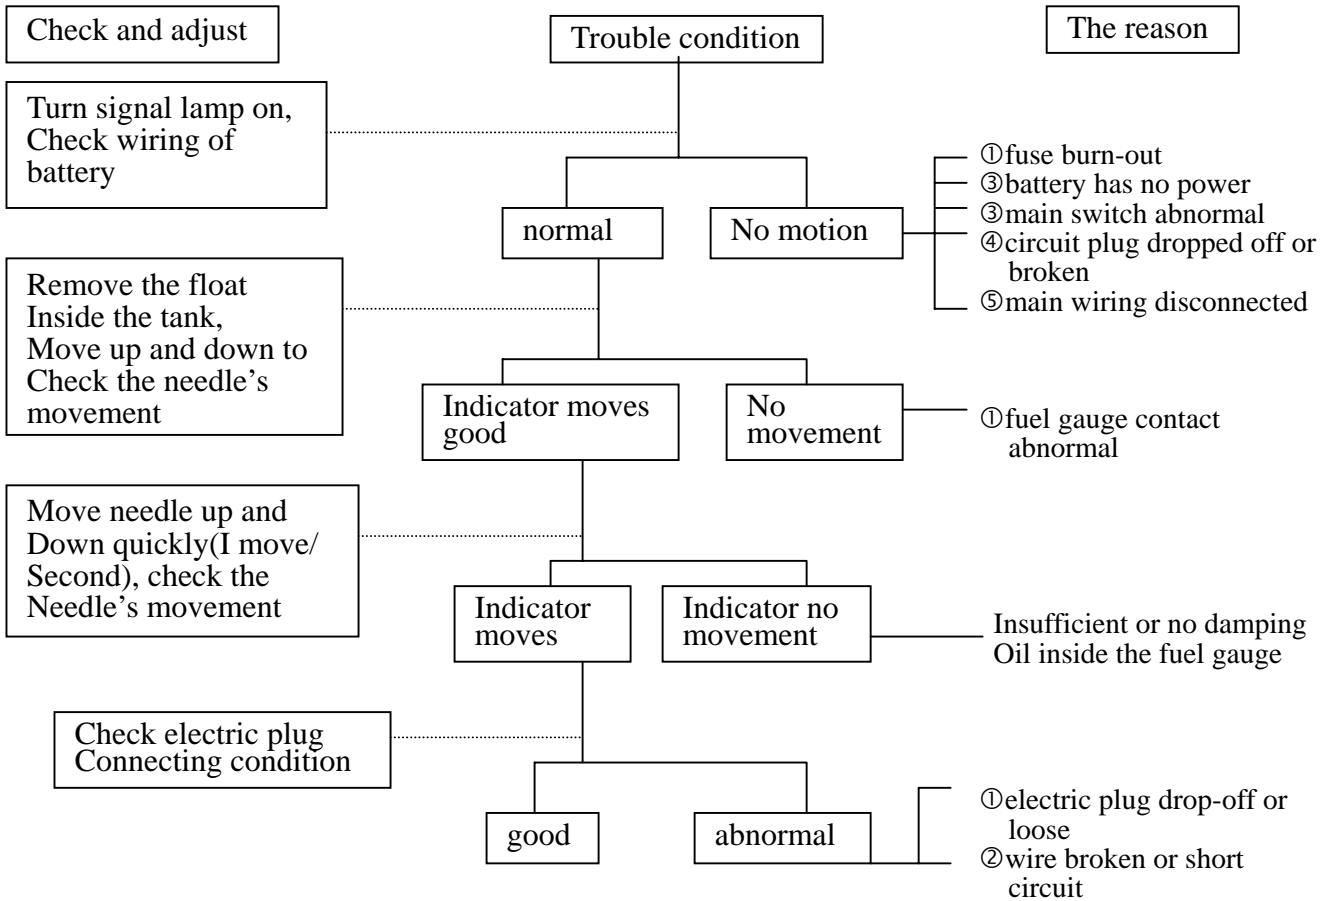 Check and adjust
Trouble condition
The reason
Turn signal lamp on,
Check wiring of
battery
①fuse burn-out
③battery has no power
③main switch abnormal
④circuit plug dropped off or
broken
⑤main wiring disconnected
normal
No motion
Remove the float
Inside the tank,
Move up and down to
Check the needle’s
movement
Indicator moves
good
No
movement
①fuel gauge contact
abnormal
Move needle up and
Down quickly(I move/
Second), check the
Needle’s movement
Indicator
moves
Indicator no
movement
Insufficient or no damping
Oil inside the fuel gauge
Check electric plug
Connecting condition
good
abnormal
①electric plug drop-off or
loose
②wire broken or short
circuit